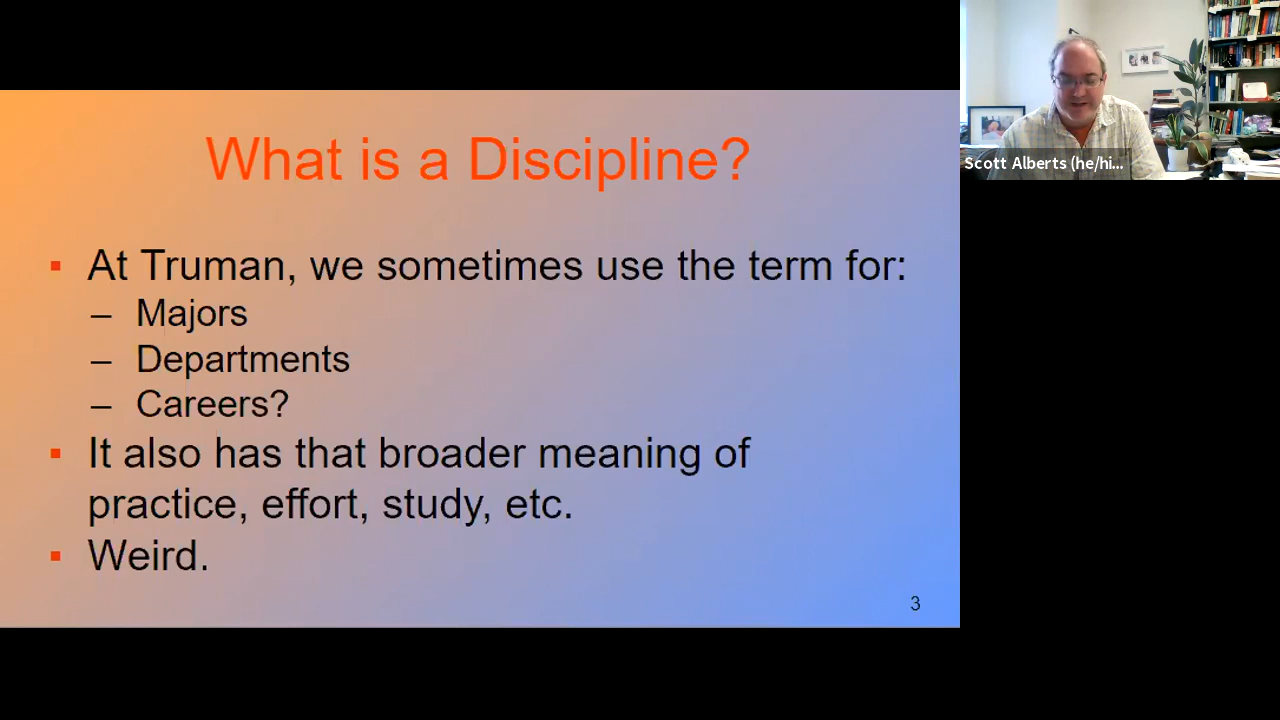 What is a Discipline?
▪ At Truman, we sometimes use the term for:
– Majors
– Departments
– Careers?
▪ It also has that broader meaning of
practice, effort, study, etc.
▪ Weird.
3
Scott Alberts (he/hi...